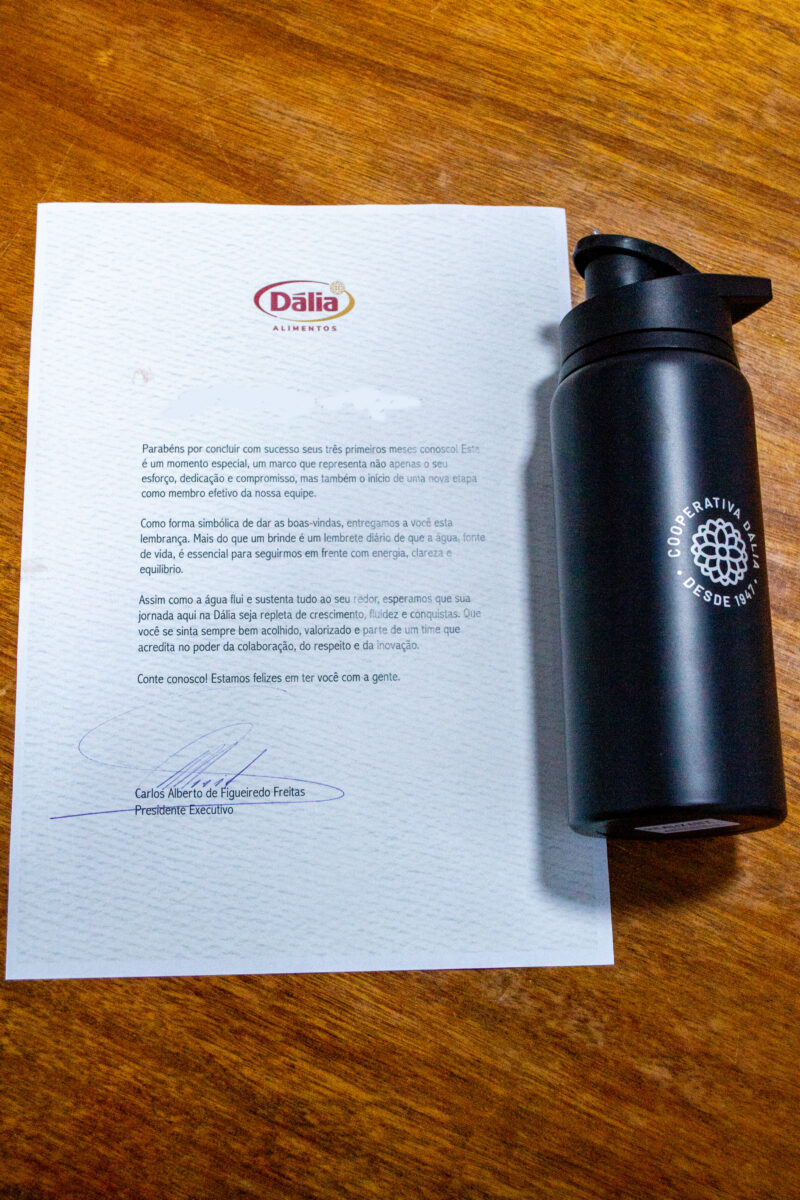 Dália
ALIMENTOS
Parabéns por concluir com sucesso seus três primeiros meses conosco! Este
é um momento especial, um marco que representa não apenas o seu
esforço, dedicação e compromisso, mas também o início de uma nova etapa
como membro efetivo da nossa equipe.
Como forma simbólica de dar as boas-vindas, entregamos a você esta
lembrança. Mais do que um brinde é um lembrete diário de que a água, fonte
de vida, é essencial para seguirmos em frente com energia, clareza e
equilíbrio.
Assim como a água flui e sustenta tudo ao seu redor, esperamos que sua
jornada aqui na Dália seja repleta de crescimento, fluidez e conquistas. Que
você se sinta sempre bem acolhido, valorizado e parte de um time que
acredita no poder da colaboração, do respeito e da inovação.
Conte conosco! Estamos felizes em ter você com a gente.
Carlos Alberto de Figueiredo Freitas
Presidente Executivo
COOPERATIVA DÁLIA
• DESDE 1947 •